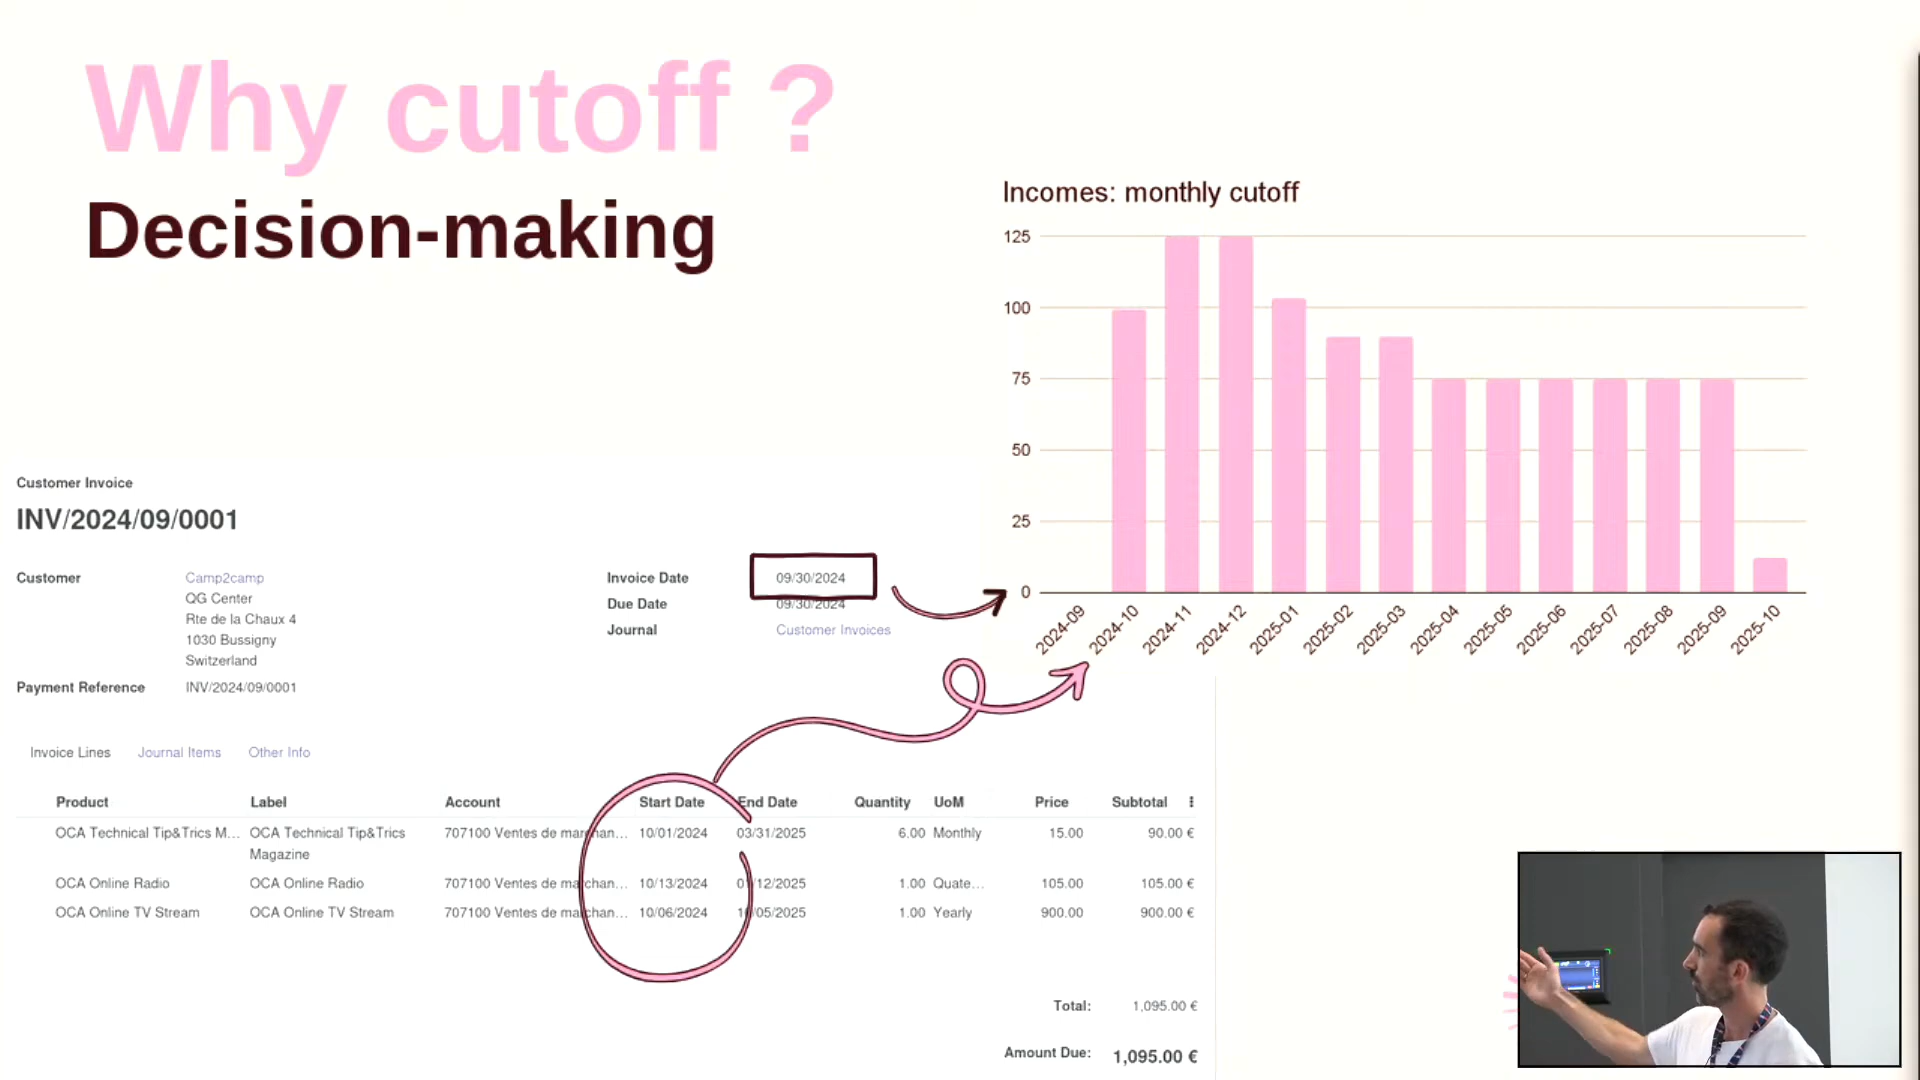 Why cutoff ?
Decision-making
Incomes: monthly cutoff
125
100
75
50
25
0
2024-09
2024-10
2024-11
2024-12
2025-01
2025-02
2025-03
2025-04
2025-05
2025-06
2025-07
2025-08
2025-09
2025-10
Customer Invoice
INV/2024/09/0001
Customer Camp2camp
QG Center
Rte de la Chaux 4
1030 Bussigny
Switzerland
Payment Reference INV/2024/09/0001
Invoice Date 09/30/2024
Due Date 09/30/2024
Journal Customer Invoices
Invoice Lines Journal Items Other Info
Product Label Account Start Date End Date Quantity UoM Price Subtotal
OCA Technical Tip&Trics M... OCA Technical Tip&Trics 707100 Ventes de marchan... 10/01/2024 03/31/2025 6.00 Monthly 15.00 90.00 €
Magazine
OCA Online Radio OCA Online Radio 707100 Ventes de marchan... 10/13/2024 01/12/2025 1.00 Quate... 105.00 105.00 €
OCA Online TV Stream OCA Online TV Stream 707100 Ventes de marchan... 10/06/2024 10/05/2025 1.00 Yearly 900.00 900.00 €
Total: 1,095.00 €
Amount Due: 1,095.00 €